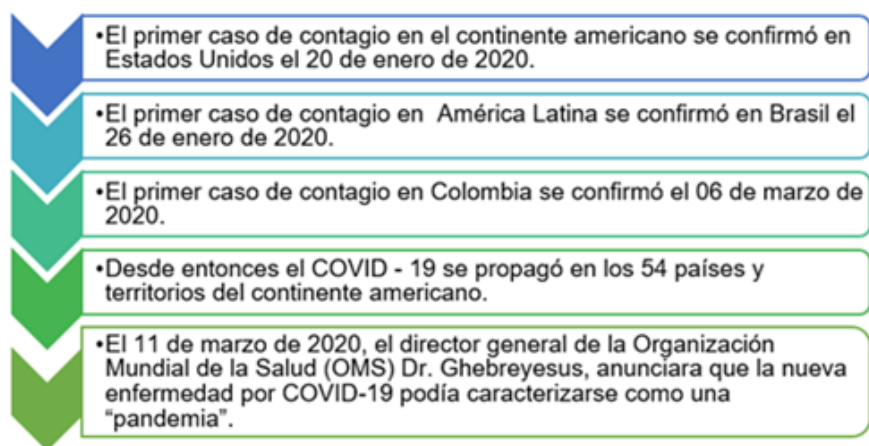 •El primer caso de contagio en el continente americano se confirmó en
Estados Unidos el 20 de enero de 2020.
•El primer caso de contagio en América Latina se confirmó en Brasil el
26 de enero de 2020.
•El primer caso de contagio en Colombia se confirmó el 06 de marzo de
2020.
•Desde entonces el COVID - 19 se propagó en los 54 países y
territorios del continente americano.
•El 11 de marzo de 2020, el director general de la Organización
Mundial de la Salud (OMS) Dr. Ghebreyesus, anunciara que la nueva
enfermedad por COVID-19 podía caracterizarse como una
“pandemia”.